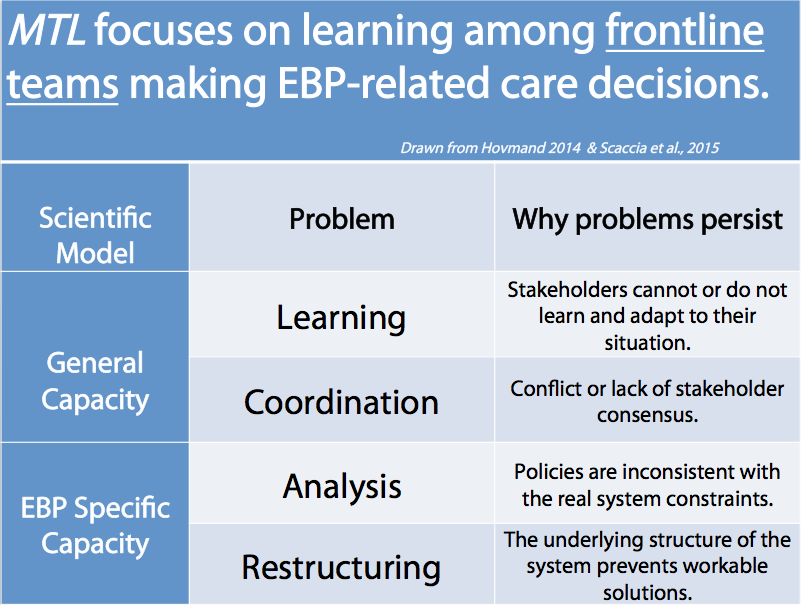 MTL focuses on learning among frontline
teams making EBP-related care decisions.
Drawn from Hovmand 2014 & Scaccia et al., 2015
Scientific
Model
Problem
Why problems persist
General
Capacity
Learning
Stakeholders cannot or do not
learn and adapt to their
situation.
Coordination
Conflict or lack of stakeholder
consensus.
EBP Specific
Capacity
Analysis
Policies are inconsistent with
the real system constraints.
Restructuring
The underlying structure of the
system prevents workable
solutions.